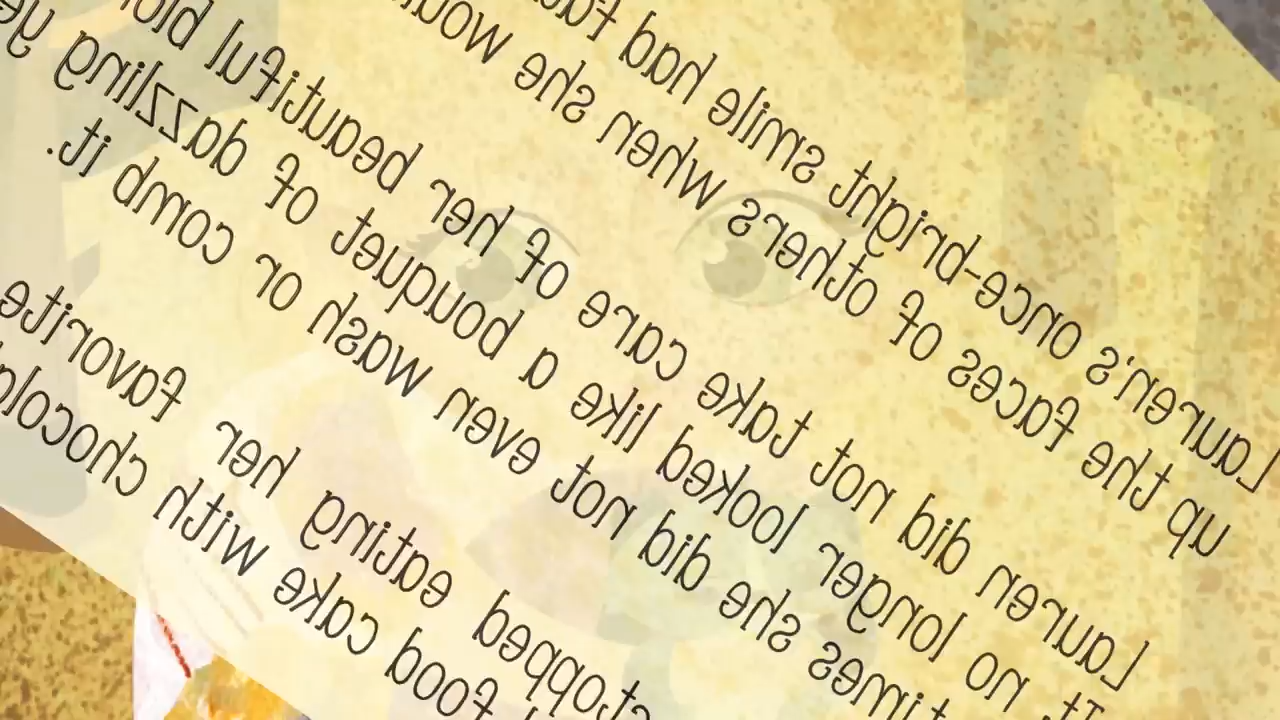 Lauren's once-bright smile had
up the faces of others when she
Lauren did not take care of her beautiful
It no longer looked like a bouquet of dazzling
times she did not even wash or comb it.
stopped eating her favorite
food cake with